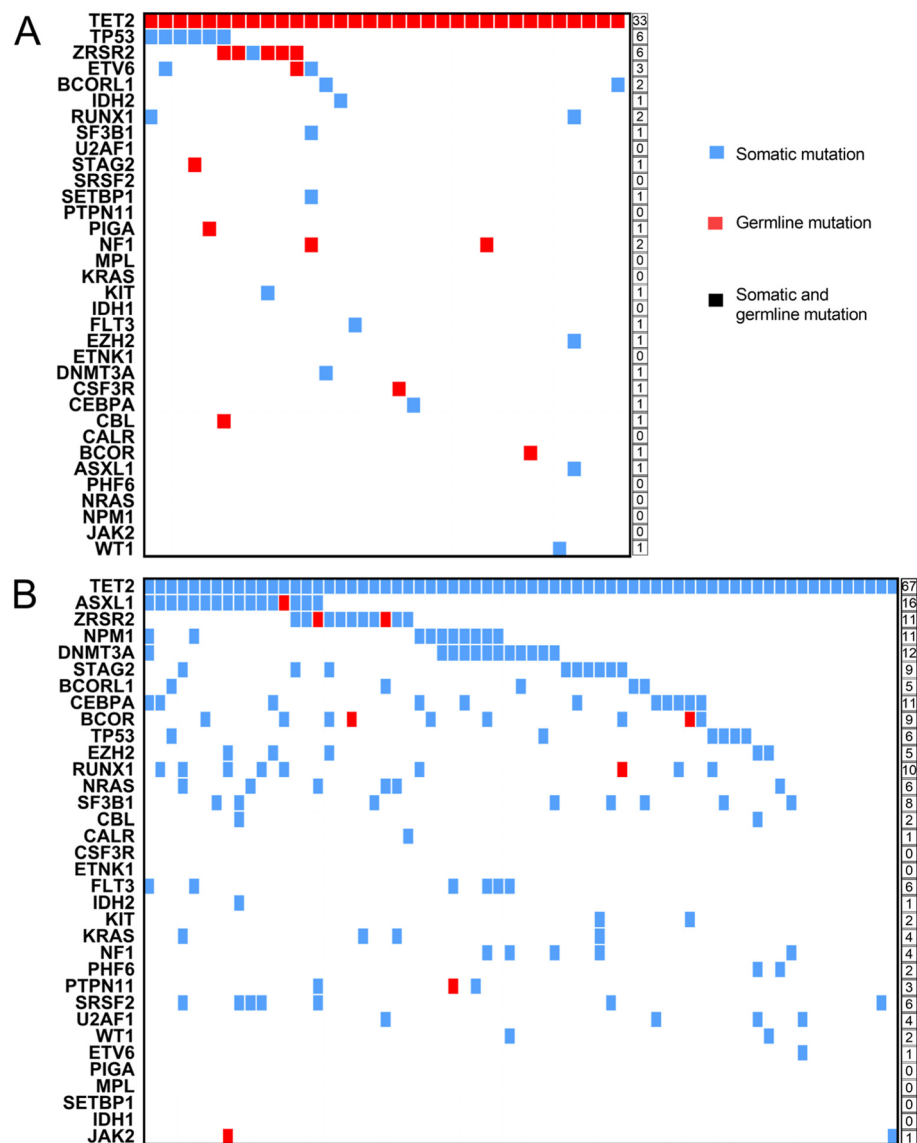 A
TET2 33
TP53 6
ZRSR2 6
ETV6 3
BCORL1 2
IDH2 1
RUNX1 2
SF3B1 1
U2AF1 0
STAG2 1
SRSF2 0
SETBP1 1
PTPN11 0
PIGA 1
NF1 2
MPL 0
KRAS 0
KIT 1
IDH1 0
FLT3 1
EZH2 1
ETNK1 0
DNMT3A 1
CSF3R 1
CEBPA 1
CBL 1
CALR 0
BCOR 1
ASXL1 1
PHF6 0
NRAS 0
NPM1 0
JAK2 0
WT1 1
Somatic mutation
Germline mutation
Somatic and
germline mutation
B
TET2 67
ASXL1 16
ZRSR2 11
NPM1 11
DNMT3A 12
STAG2 9
BCORL1 5
CEBPA 11
BCOR 9
TP53 6
EZH2 5
RUNX1 10
NRAS 6
SF3B1 8
CBL 2
CALR 1
CSF3R 0
ETNK1 0
FLT3 6
IDH2 1
KIT 2
KRAS 4
NF1 4
PHF6 2
PTPN11 3
SRSF2 6
U2AF1 4
WT1 2
ETV6 1
PIGA 0
MPL 0
SETBP1 0
IDH1 0
JAK2 1